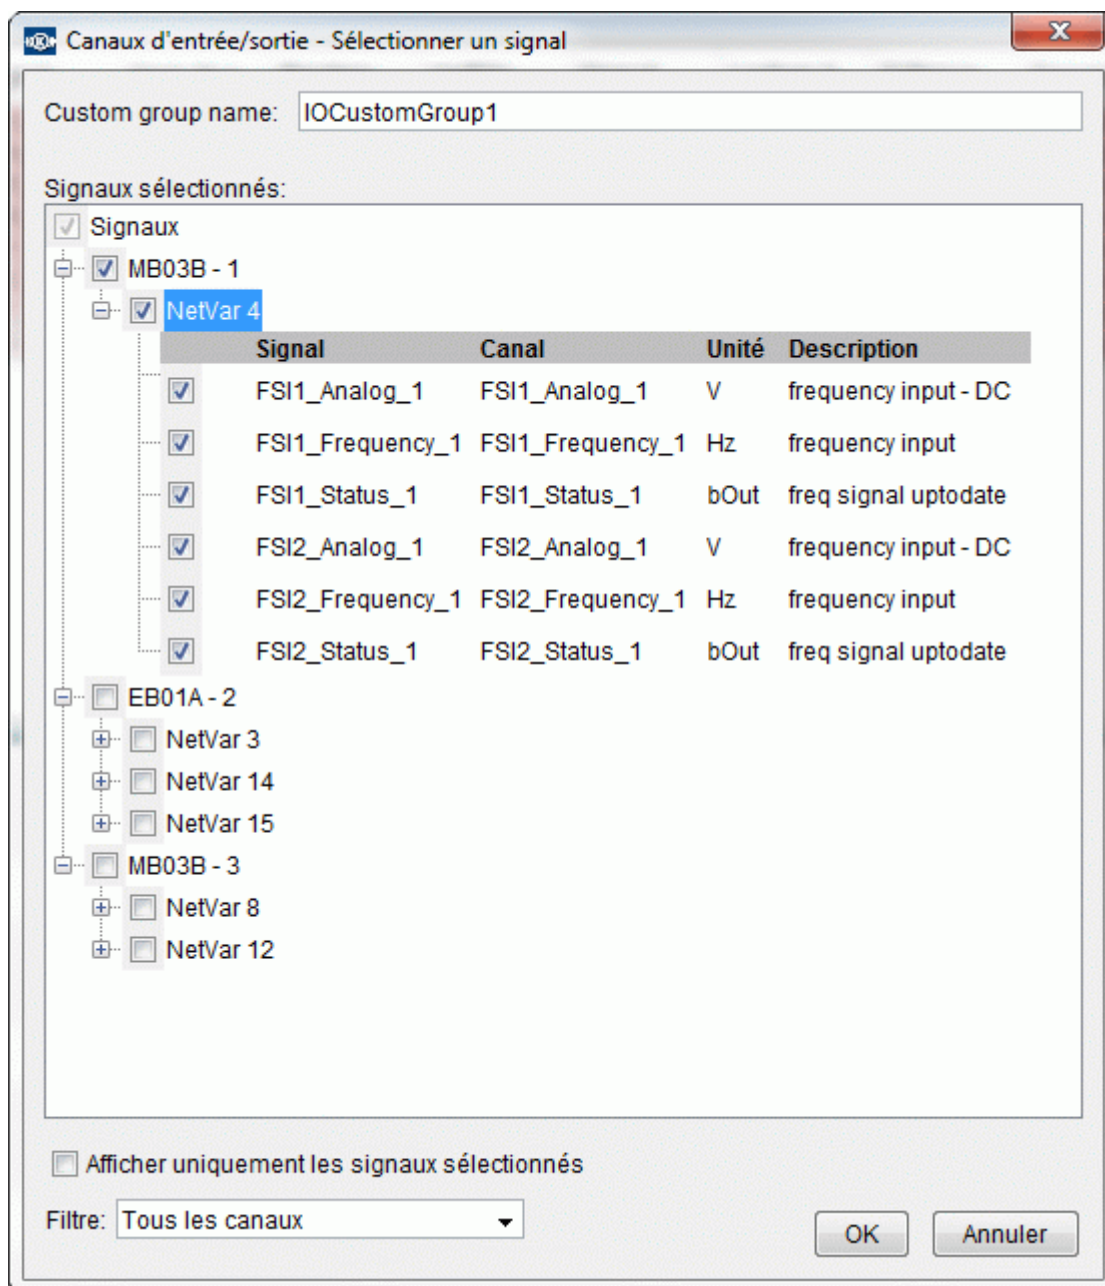 Canaux d'entrée/sortie - Sélectionner un signal
Custom group name: IOCustomGroup1
Signaux sélectionnés:
Signaux
MB03B - 1
NetVar 4
Signal Canal Unité Description
FSI1_Analog_1 FSI1_Analog_1 V frequency input - DC
FSI1_Frequency_1 FSI1_Frequency_1 Hz frequency input
FSI1_Status_1 FSI1_Status_1 bOut freq signal uptodate
FSI2_Analog_1 FSI2_Analog_1 V frequency input - DC
FSI2_Frequency_1 FSI2_Frequency_1 Hz frequency input
FSI2_Status_1 FSI2_Status_1 bOut freq signal uptodate
EB01A - 2
NetVar 3
NetVar 14
NetVar 15
MB03B - 3
NetVar 8
NetVar 12
Afficher uniquement les signaux sélectionnés
Filtre: Tous les canaux OK Annuler